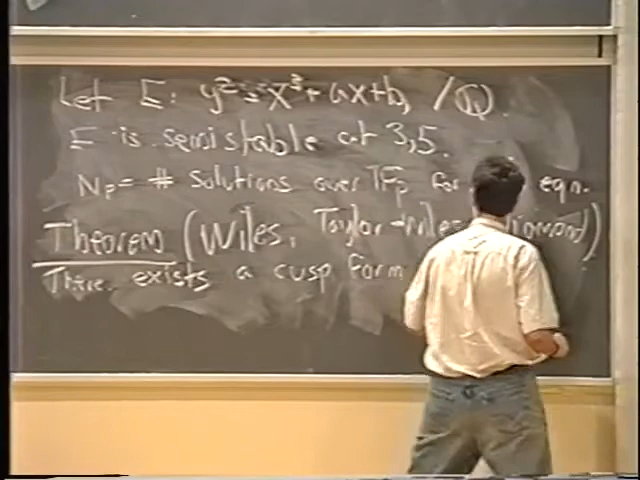 Let E: y² = x³ + ax + b, /ℚ.
E is semistable at 3,5.
Np = # solutions over 𝔽p for eqn.
Theorem (Wiles, Taylor-Wiles, Diamond)
There exists a cusp form